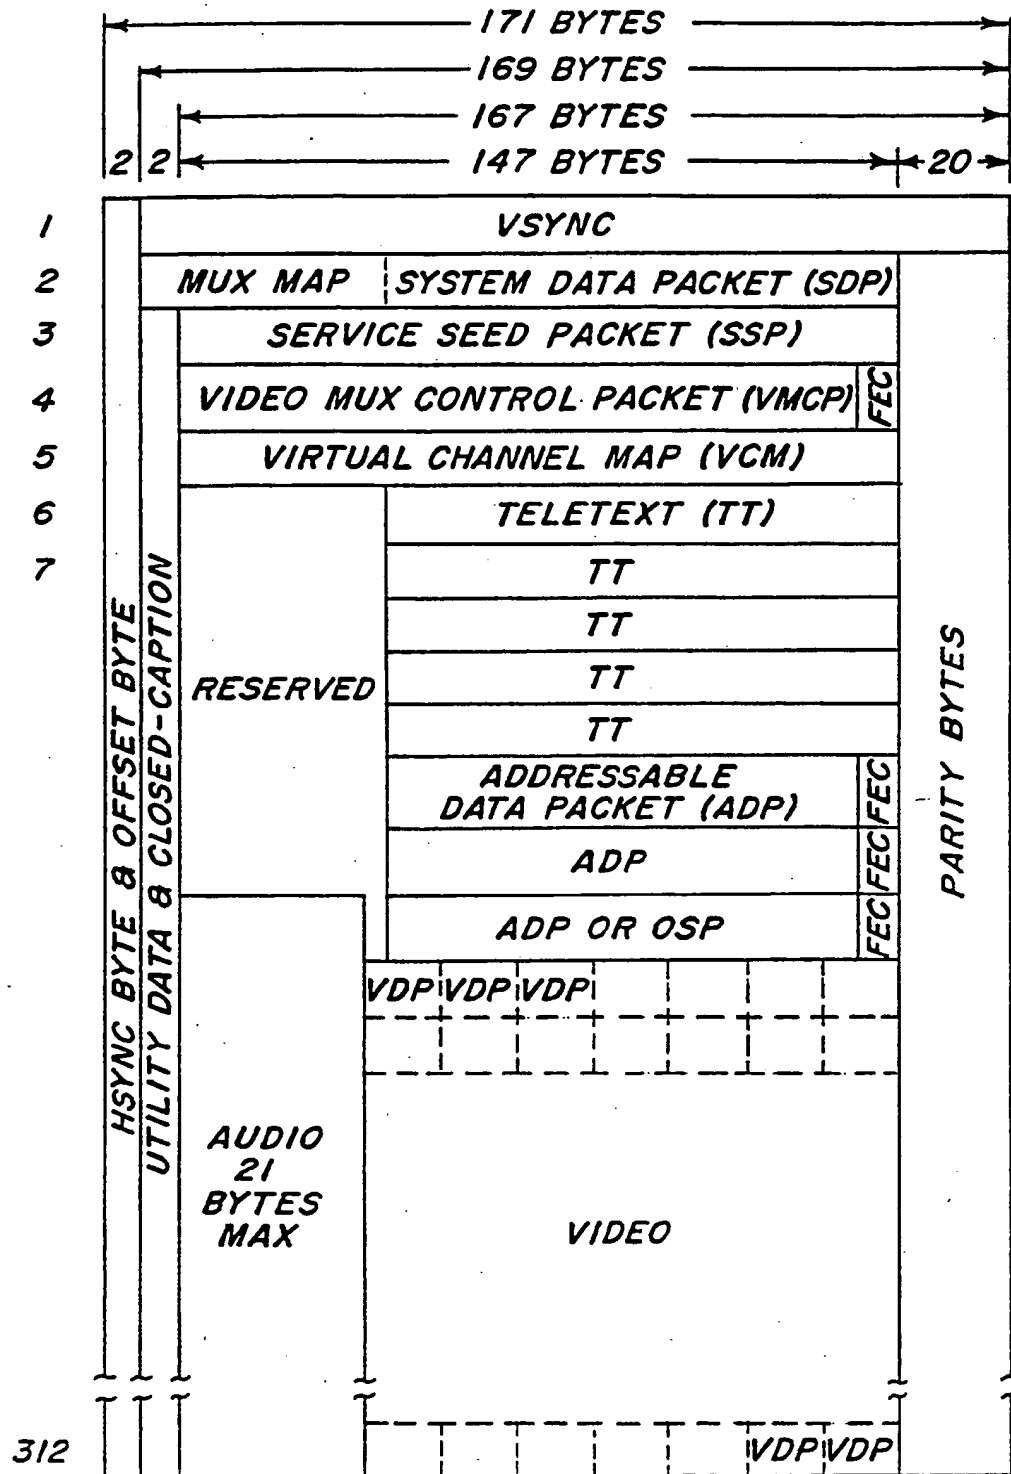 171 BYTES
169 BYTES
167 BYTES
2 2 147 BYTES 20
1 VSYNC
2 MUX MAP SYSTEM DATA PACKET (SDP)
3 SERVICE SEED PACKET (SSP)
4 VIDEO MUX CONTROL PACKET (VMCP) FEC
5 VIRTUAL CHANNEL MAP (VCM)
6 TELETEXT (TT)
7 TT
TT
TT
TT
RESERVED
ADDRESSABLE
DATA PACKET (ADP) FEC
ADP FEC
ADP OR OSP FEC
HSYNC BYTE & OFFSET BYTE
UTILITY DATA & CLOSED-CAPTION
PARITY BYTES
VDP VDP VDP
AUDIO
21
BYTES
MAX
VIDEO
312 VDP VDP